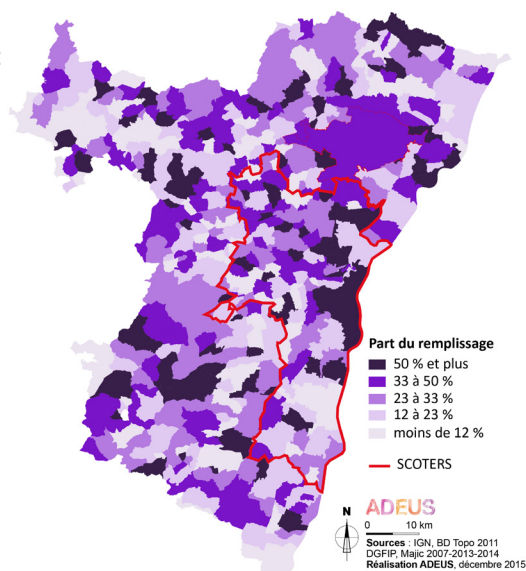 Part du remplissage
50 % et plus
33 à 50 %
23 à 33 %
12 à 23 %
moins de 12 %
SCOTERS
N
ADEUS
0 10 km
Sources : IGN, BD Topo 2011
DGFIP, Majic 2007-2013-2014
Réalisation ADEUS, décembre 2015